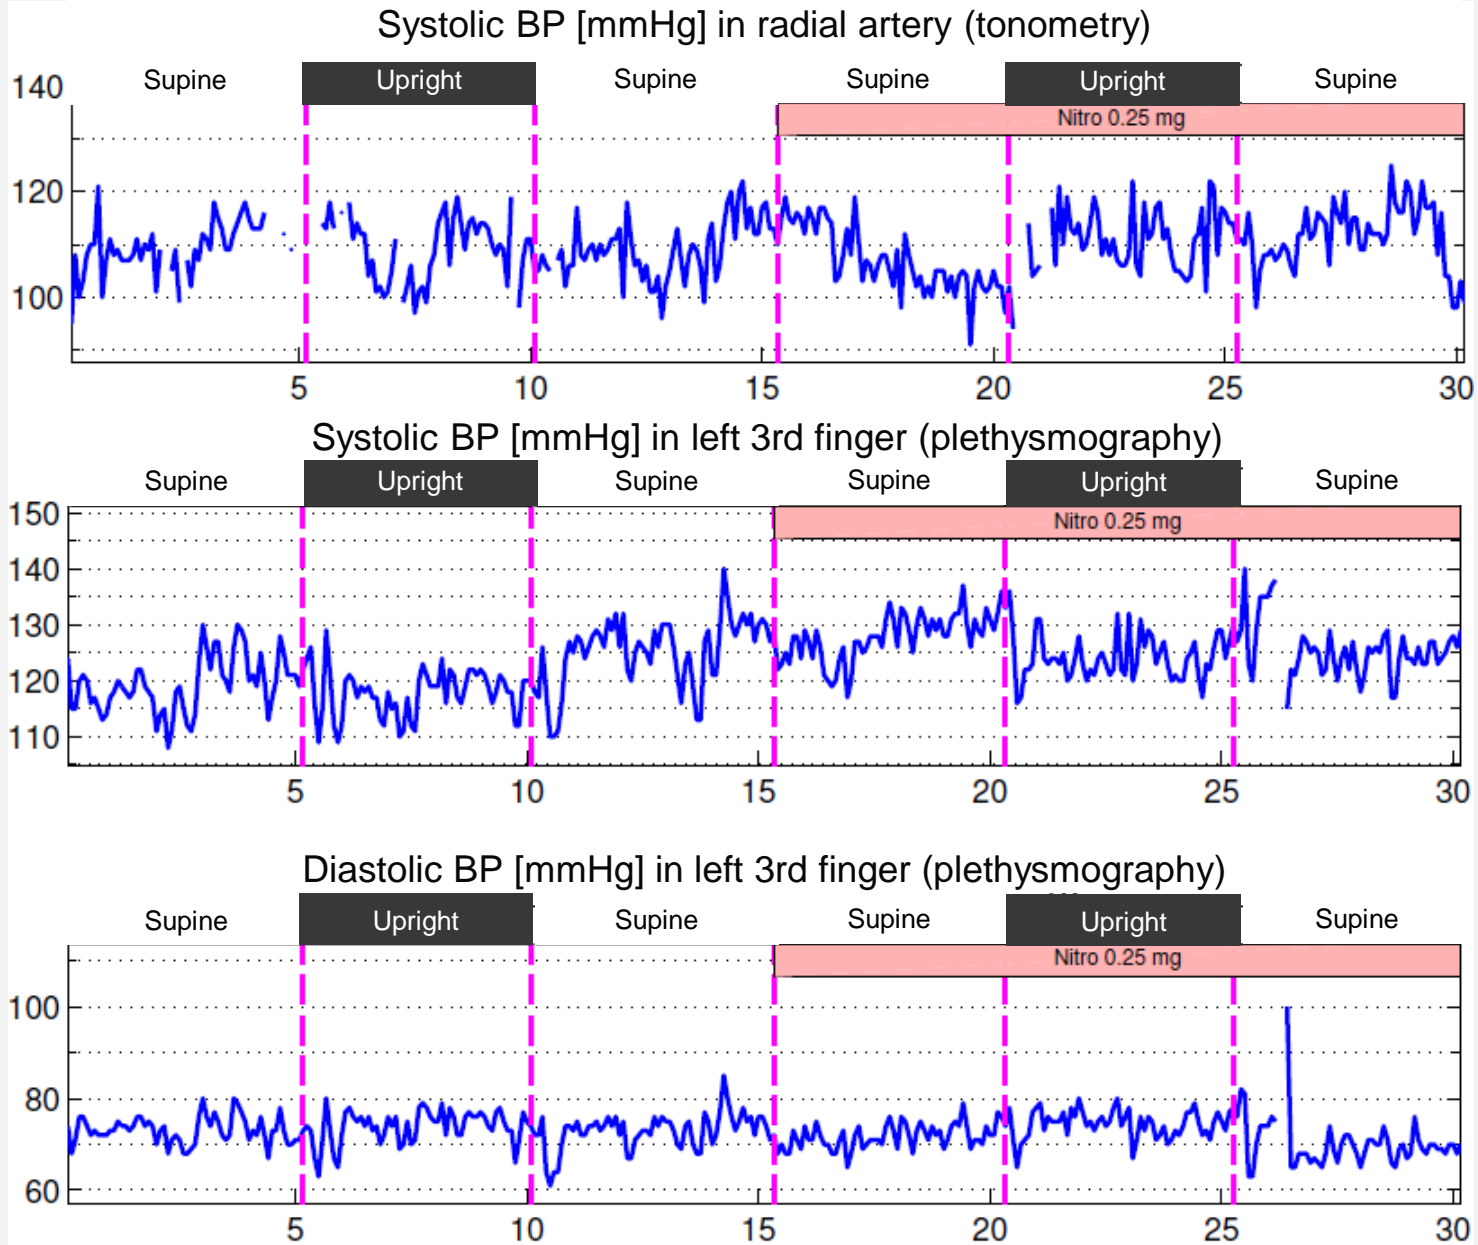 Systolic BP [mmHg] in radial artery (tonometry)
Supine Upright Supine Supine Upright Supine
Nitro 0.25 mg
140
120
100
5 10 15 20 25 30
Systolic BP [mmHg] in left 3rd finger (plethysmography)
Supine Upright Supine Supine Upright Supine
Nitro 0.25 mg
150
140
130
120
110
5 10 15 20 25 30
Diastolic BP [mmHg] in left 3rd finger (plethysmography)
Supine Upright Supine Supine Upright Supine
Nitro 0.25 mg
100
80
60
5 10 15 20 25 30